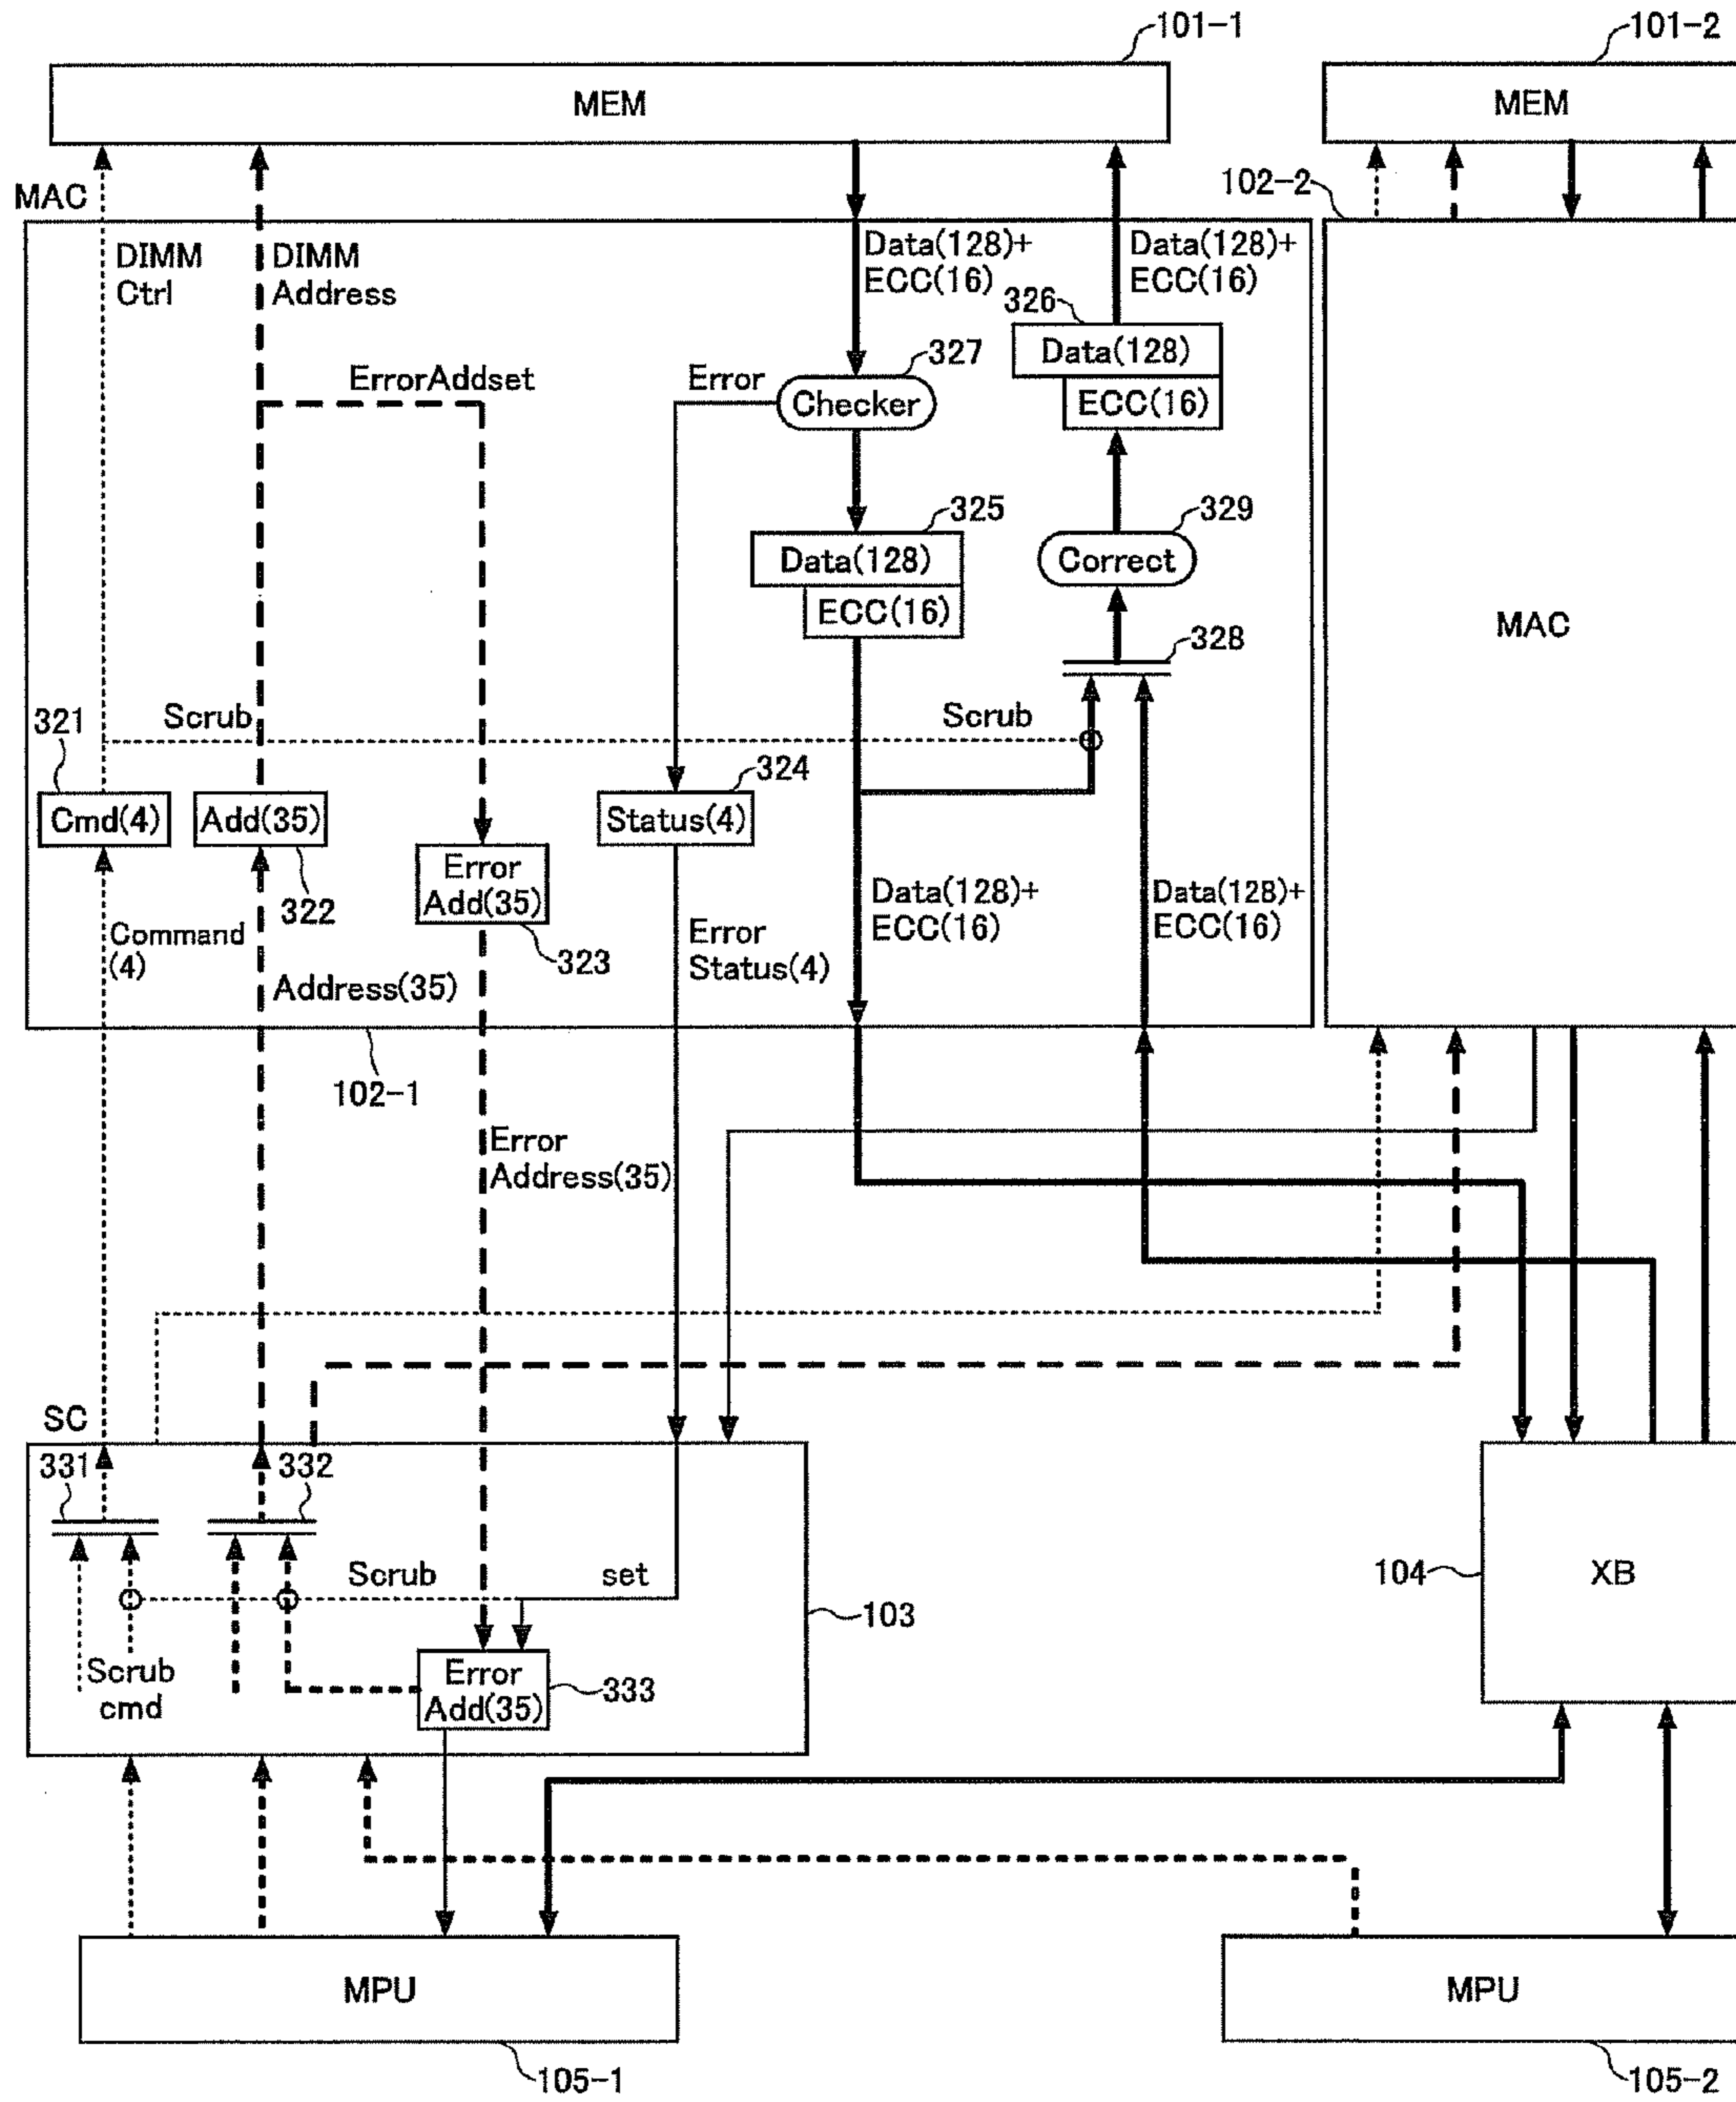 101-1
101-2
MEM
MEM
MAC
102-2
DIMM
Ctrl
DIMM
Address
Data(128)+
ECC(16)
Data(128)+
ECC(16)
326
Data(128)
ECC(16)
ErrorAddset
Error
327
Checker
325
Data(128)
ECC(16)
329
Correct
MAC
328
321
Scrub
Scrub
324
Cmd(4)
Add(35)
Status(4)
322
Error
Add(35)
323
Command
(4)
Address(35)
Error
Status(4)
Data(128)+
ECC(16)
Data(128)+
ECC(16)
102-1
Error
Address(35)
SC
331
332
Scrub
set
103
104
XB
Scrub
cmd
Error
Add(35)
333
MPU
MPU
105-1
105-2